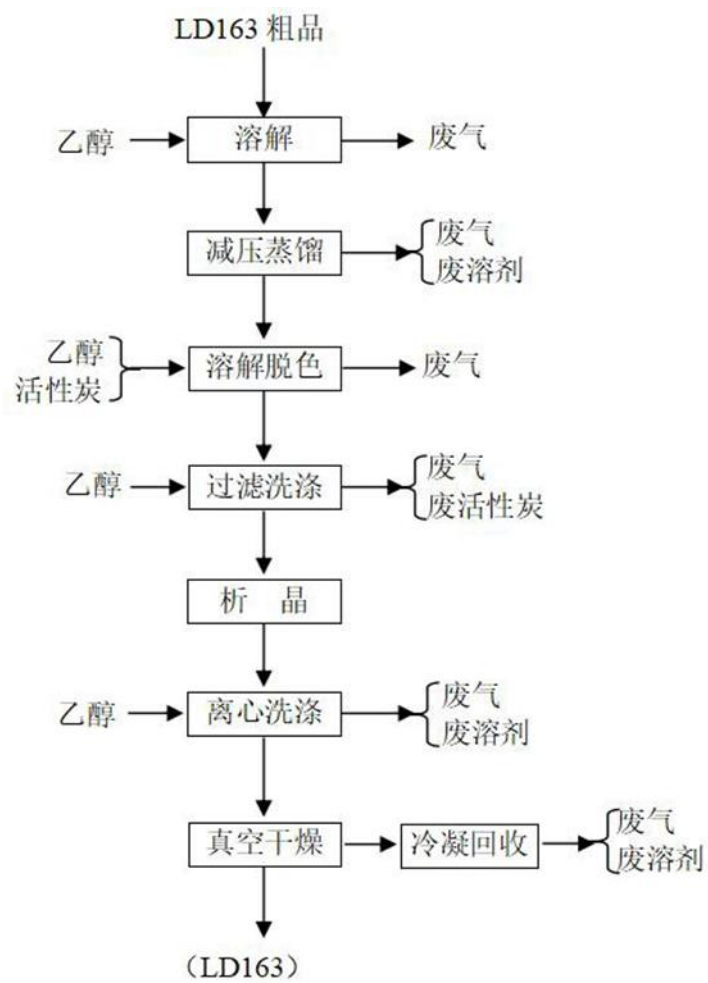 LD163 粗品
乙醇
溶解
废气
减压蒸馏
废气
废溶剂
乙醇
活性炭
溶解脱色
废气
乙醇
过滤洗涤
废气
废活性炭
析 晶
乙醇
离心洗涤
废气
废溶剂
真空干燥
冷凝回收
废气
废溶剂
（LD163）